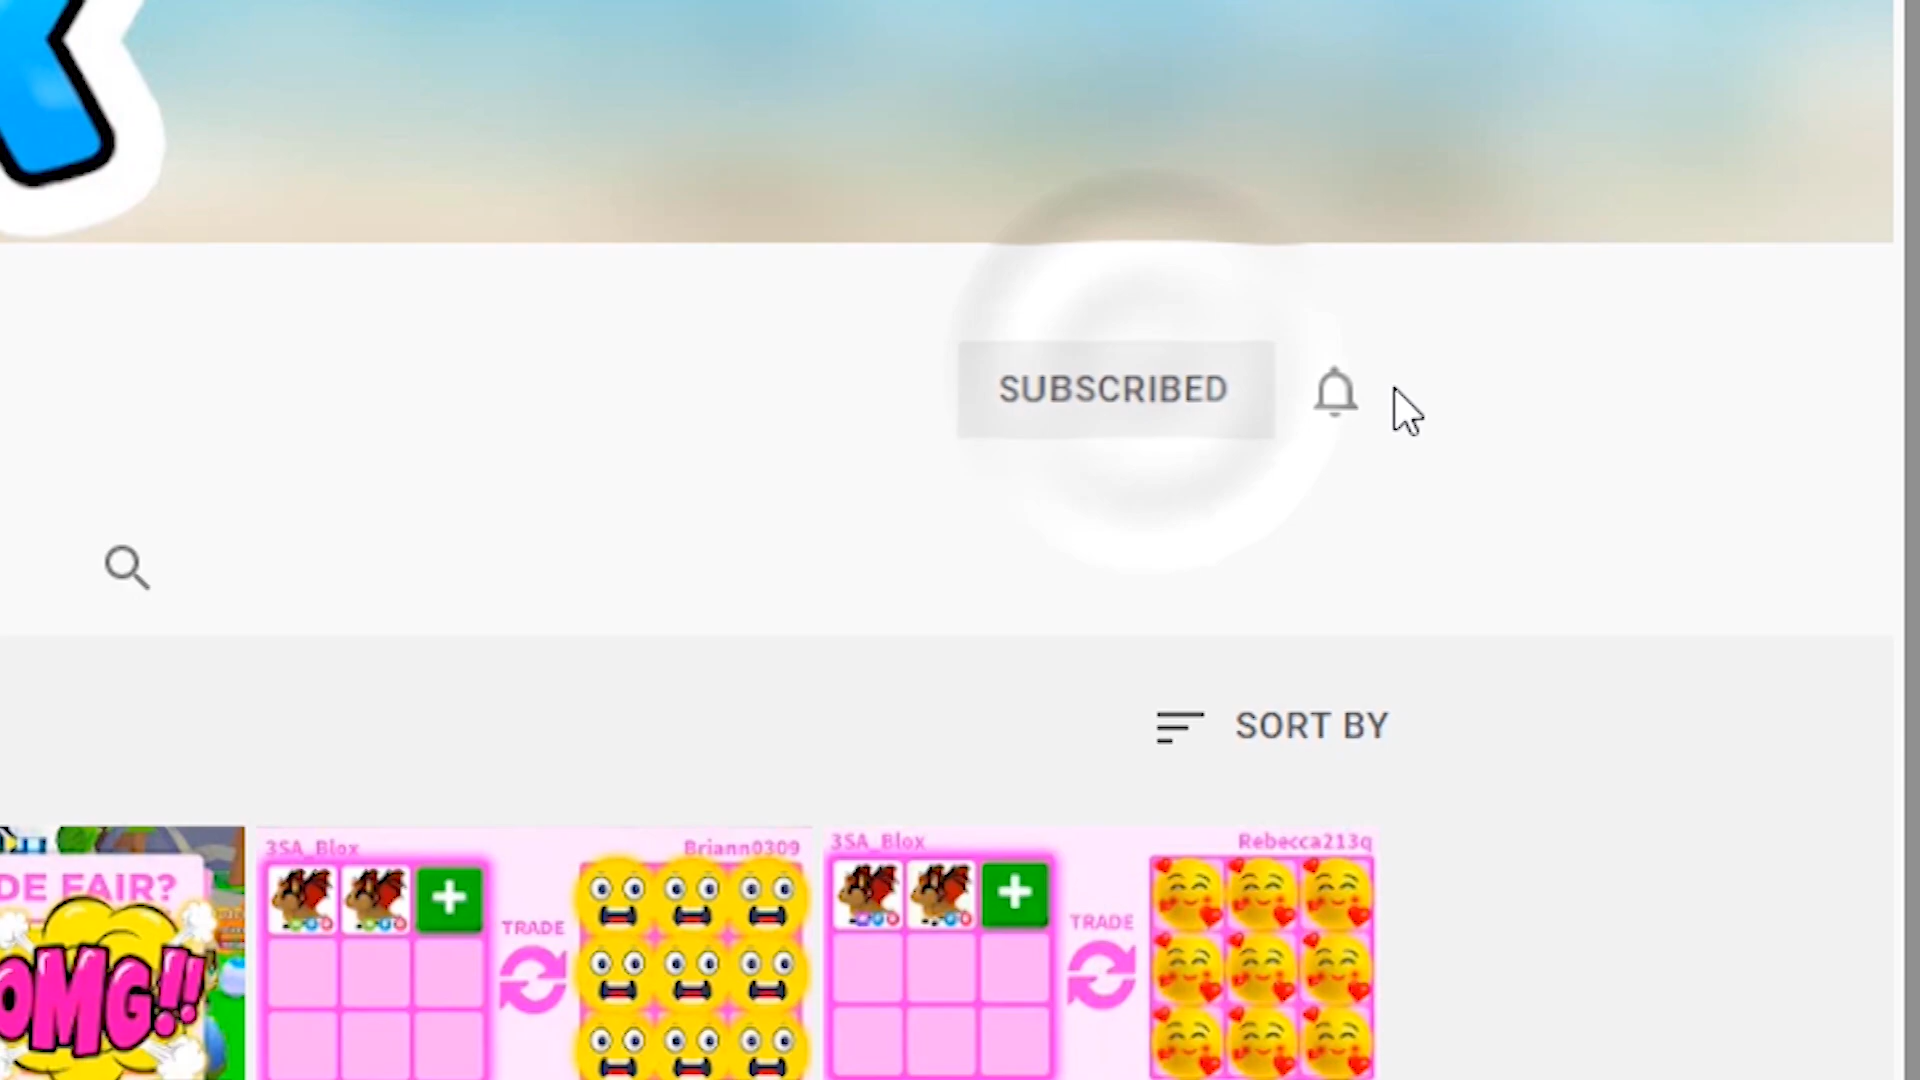 SUBSCRIBED
SORT BY
DE FAIR?
OMG!!
3SA_Blox
Briann0309
TRADE
3SA_Blox
Rebecca213q
TRADE